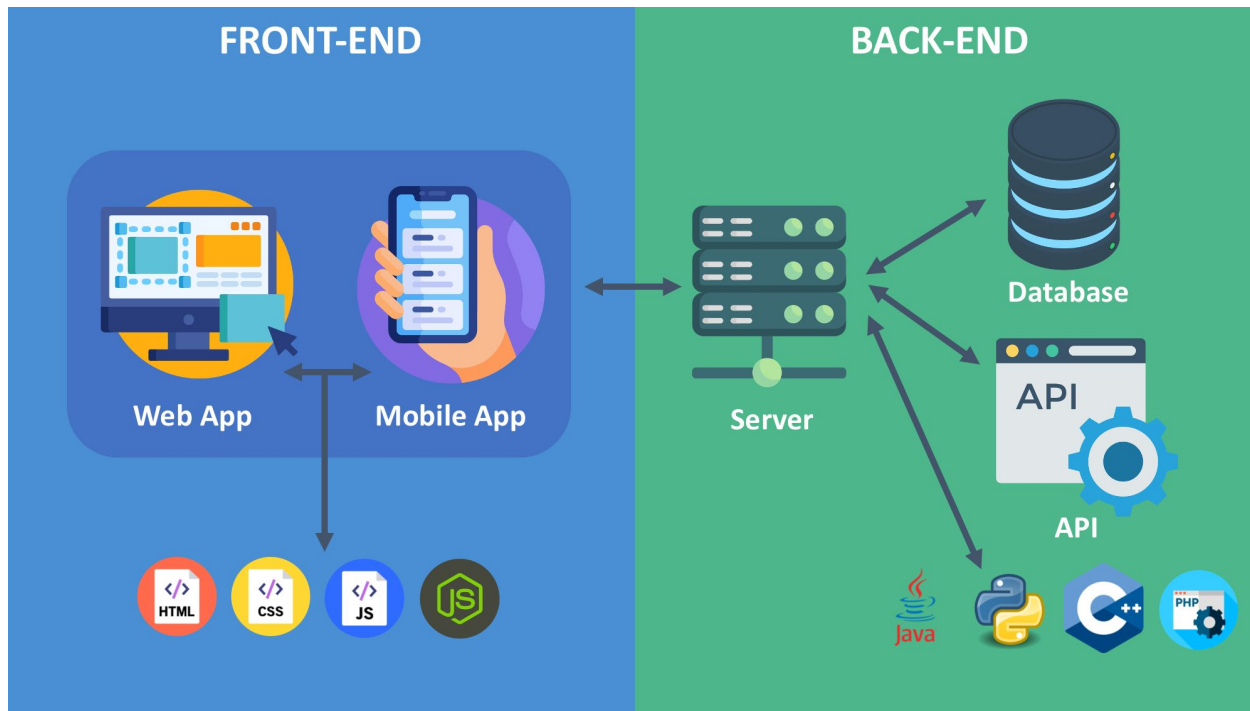 FRONT-END
BACK-END
Web App
Mobile App
Server
Database
API
API
</> HTML
</> CSS
</> JS
JS
Java
C++
PHP